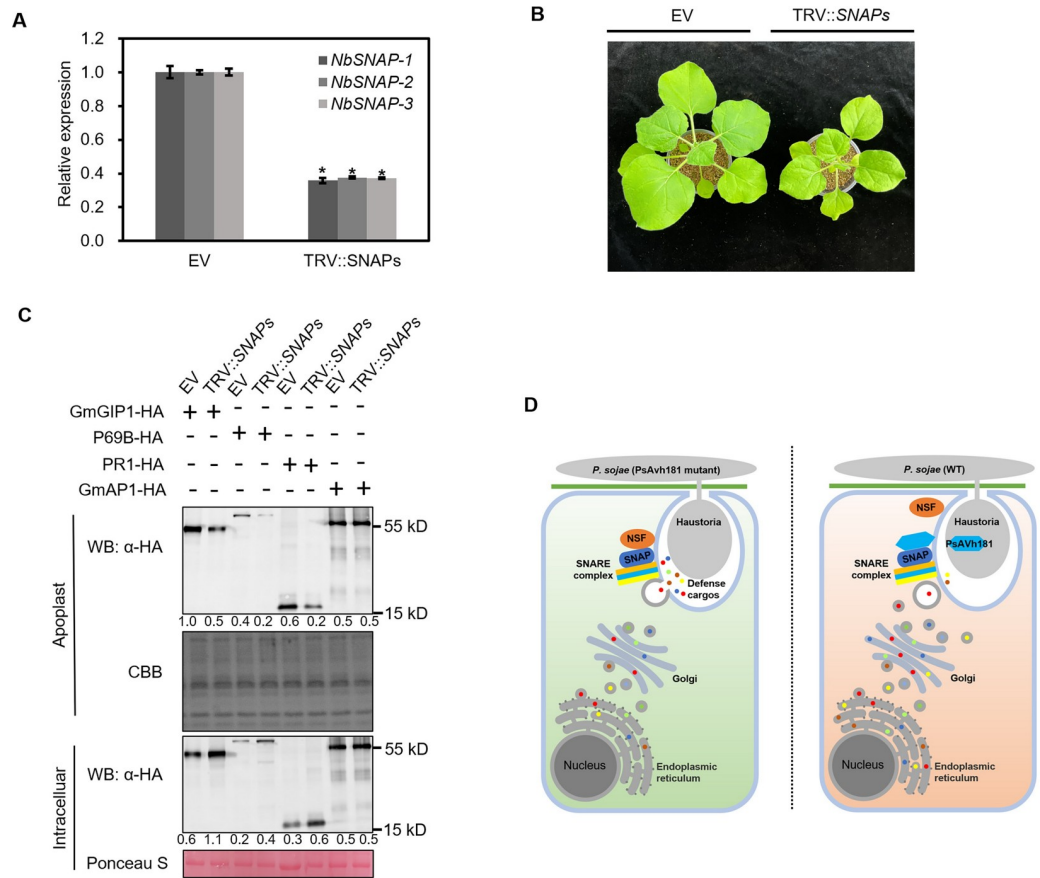 A
1.2
1.0
0.8
0.6
0.4
0.2
0.0
Relative expression
NbSNAP-1
NbSNAP-2
NbSNAP-3
* * *
EV TRV::SNAPs
B
EV TRV::SNAPs
C
EV TRV::SNAPs EV TRV::SNAPs EV TRV::SNAPs EV TRV::SNAPs
GmGIP1-HA + + - - - - - -
P69B-HA - - + + - - - -
PR1-HA - - - - + + - -
GmAP1-HA - - - - - - + +
Apoplast
WB: α-HA
55 kD
15 kD
1.0 0.5 0.4 0.2 0.6 0.2 0.5 0.5
CBB
Intracelluar
WB: α-HA
55 kD
15 kD
0.6 1.1 0.2 0.4 0.3 0.6 0.5 0.5
Ponceau S
D
P. sojae (PsAvh181 mutant)
Haustoria
NSF
SNAP
SNARE
complex
Defense
cargos
Golgi
Nucleus
Endoplasmic
reticulum
P. sojae (WT)
NSF
Haustoria
PsAVh181
SNAP
SNARE
complex
Golgi
Nucleus
Endoplasmic
reticulum